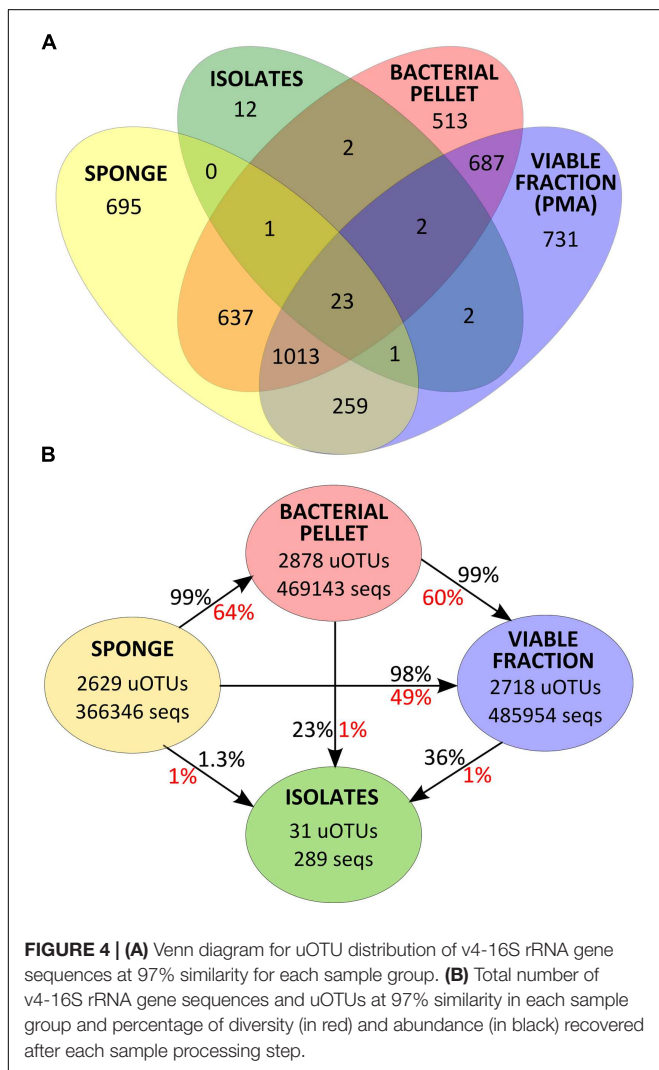 A
ISOLATES
12
BACTERIAL
PELLET
513
2
687
SPONGE
695
0
VIABLE
FRACTION
(PMA)
731
1
2
637
23
2
1013
1
259
B
BACTERIAL
PELLET
2878 uOTUs
469143 seqs
99%
64%
99%
60%
SPONGE
2629 uOTUs
366346 seqs
VIABLE
FRACTION
2718 uOTUs
485954 seqs
98%
49%
23% 1%
1.3%
1%
36%
1%
ISOLATES
31 uOTUs
289 seqs
FIGURE 4 | (A) Venn diagram for uOTU distribution of v4-16S rRNA gene
sequences at 97% similarity for each sample group. (B) Total number of
v4-16S rRNA gene sequences and uOTUs at 97% similarity in each sample
group and percentage of diversity (in red) and abundance (in black) recovered
after each sample processing step.